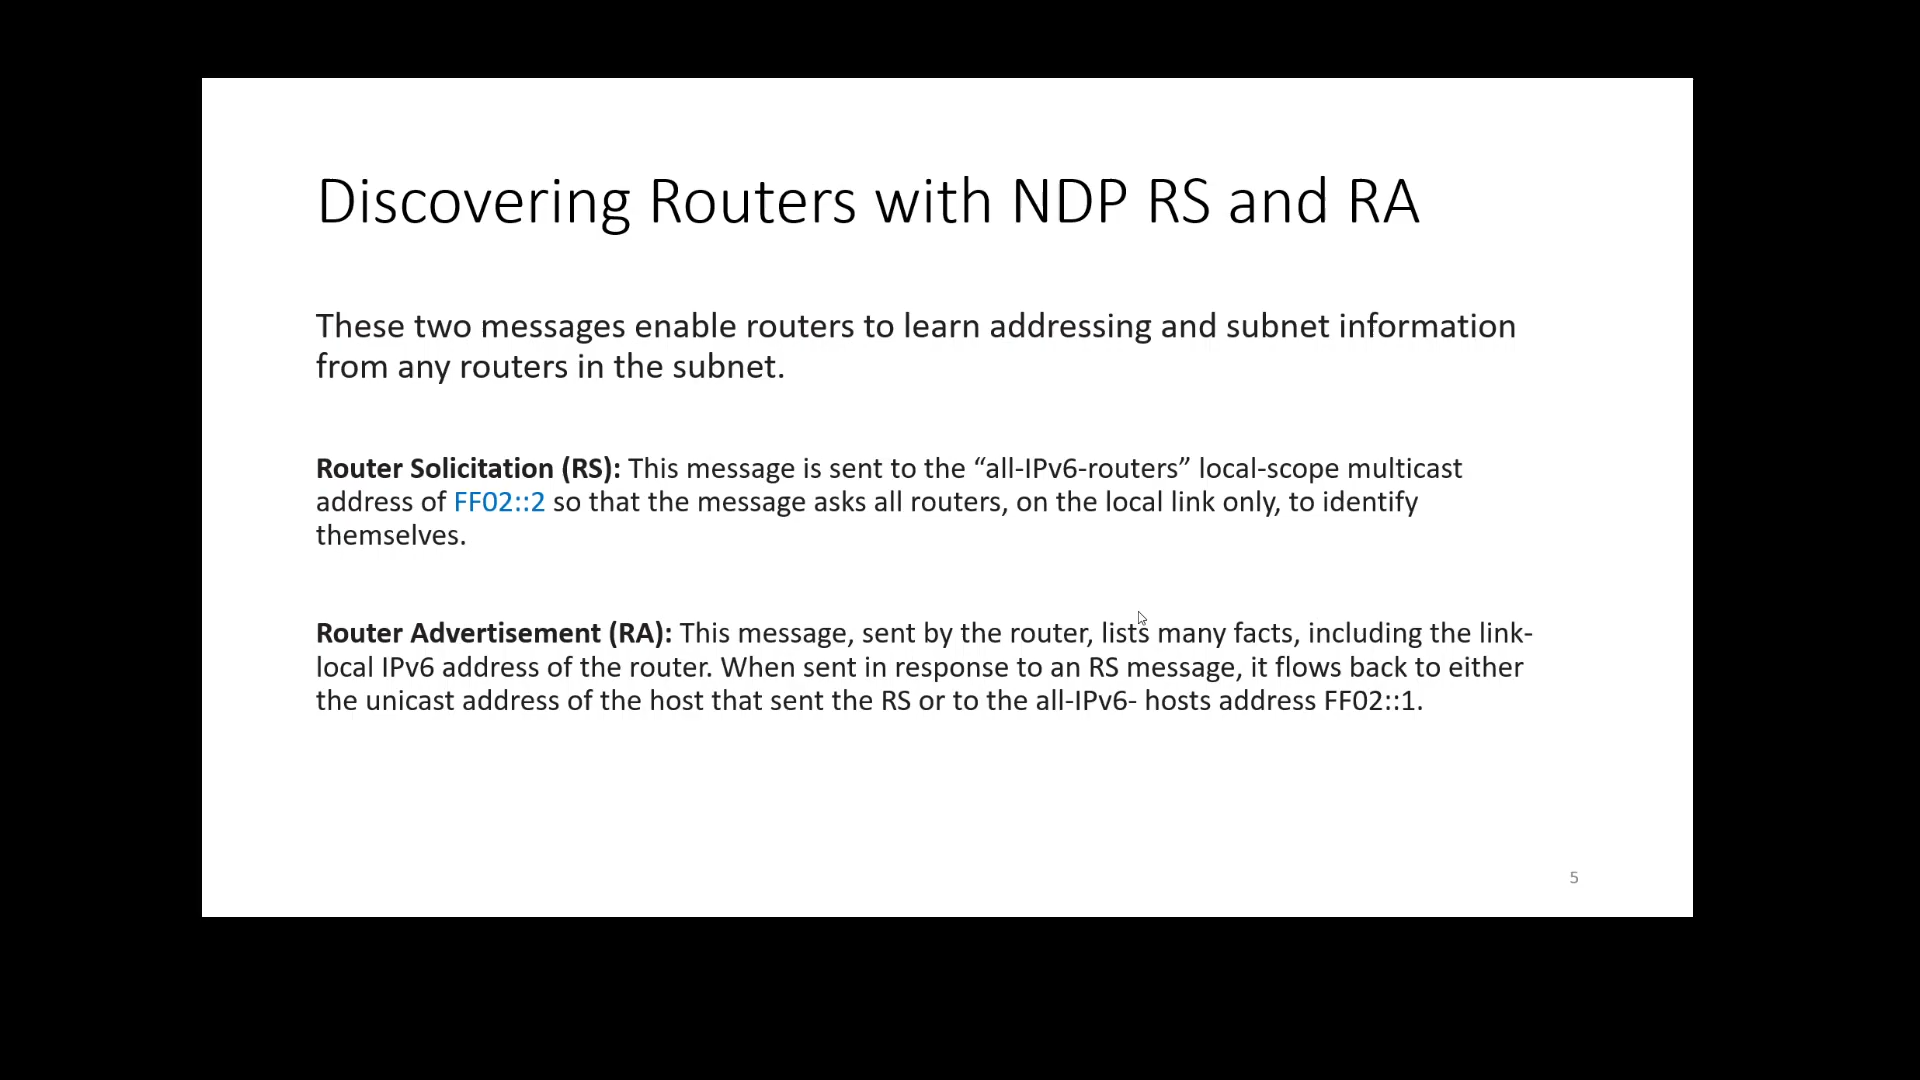 Discovering Routers with NDP RS and RA
These two messages enable routers to learn addressing and subnet information
from any routers in the subnet.
Router Solicitation (RS): This message is sent to the “all-IPv6-routers” local-scope multicast
address of FF02::2 so that the message asks all routers, on the local link only, to identify
themselves.
Router Advertisement (RA): This message, sent by the router, lists many facts, including the link-
local IPv6 address of the router. When sent in response to an RS message, it flows back to either
the unicast address of the host that sent the RS or to the all-IPv6- hosts address FF02::1.
5